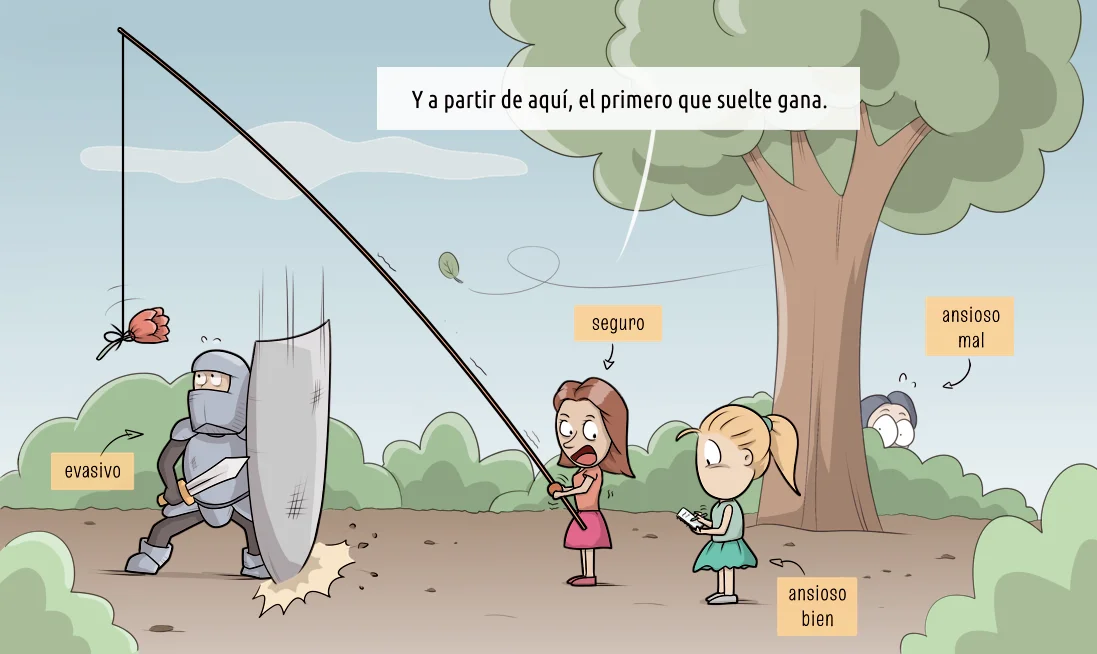 Y a partir de aquí, el primero que suelte gana.
seguro
ansioso
mal
evasivo
ansioso
bien